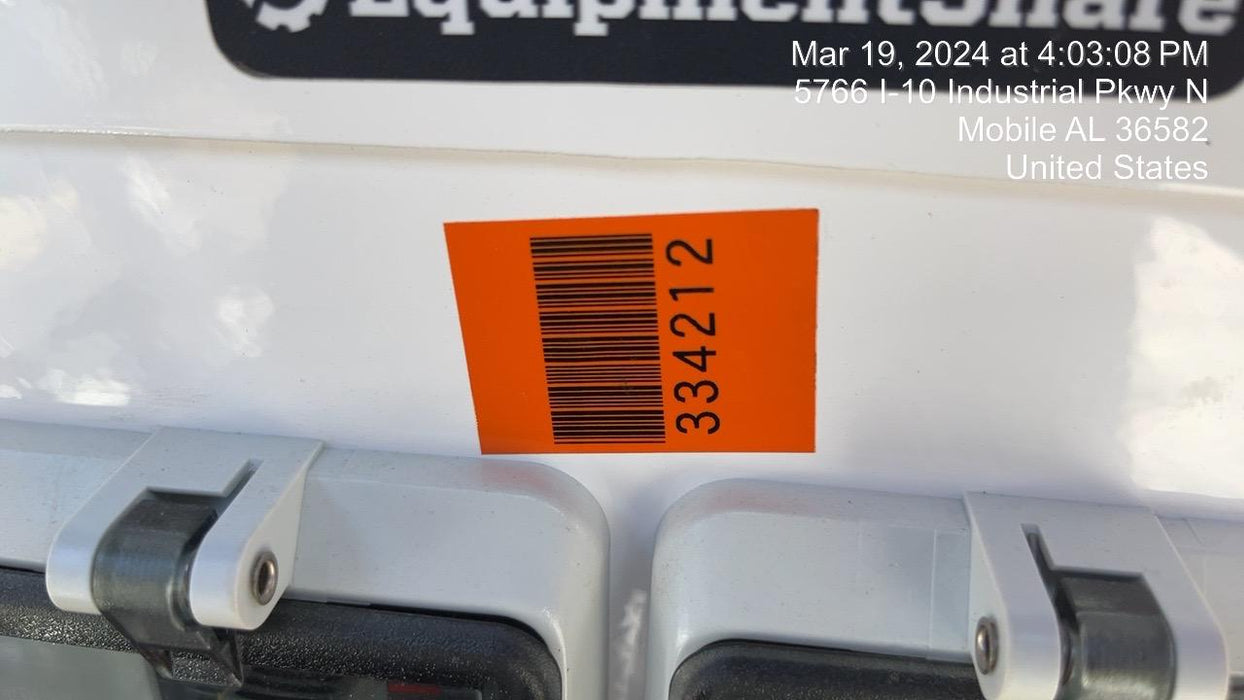 EquipmentShare
Mar 19, 2024 at 4:03:08 PM
5766 I-10 Industrial Pkwy N
Mobile AL 36582
United States
334212